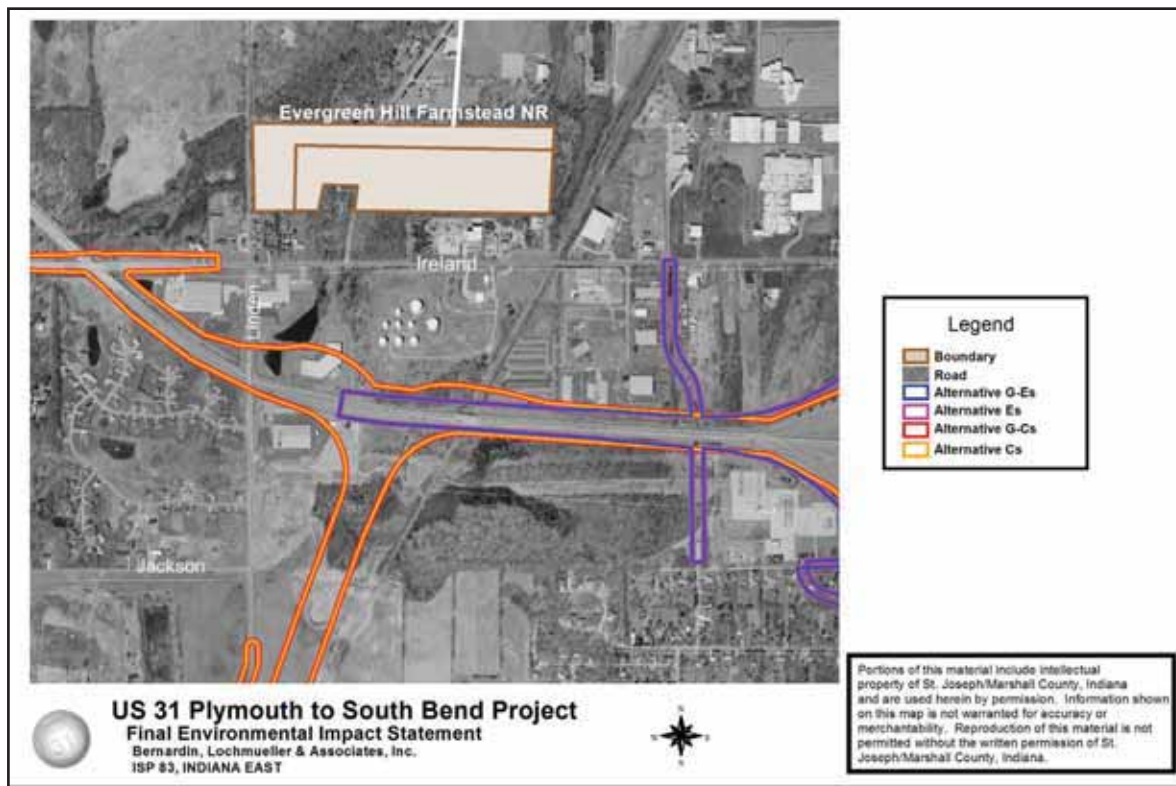 Evergreen Hill Farmstead NR
Ireland
Linden
Jackson
Legend
Boundary
Road
Alternative G-Es
Alternative Es
Alternative G-Cs
Alternative Cs
US 31 Plymouth to South Bend Project
Final Environmental Impact Statement
Bernardin, Lochmueller & Associates, Inc.
ISP 83, INDIANA EAST
Portions of this material include intellectual
property of St. Joseph/Marshall County, Indiana
and are used herein by permission. Information shown
on this map is not warranted for accuracy or
merchantability. Reproduction of this material is not
permitted without the written permission of St.
Joseph/Marshall County, Indiana.